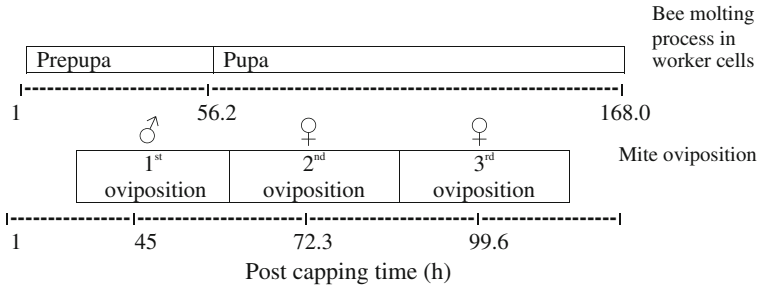 Bee molting
process in
worker cells
Prepupa Pupa
1 56.2 168.0
♂ ♀ ♀
1st 2nd 3rd
oviposition oviposition oviposition
Mite oviposition
1 45 72.3 99.6
Post capping time (h)